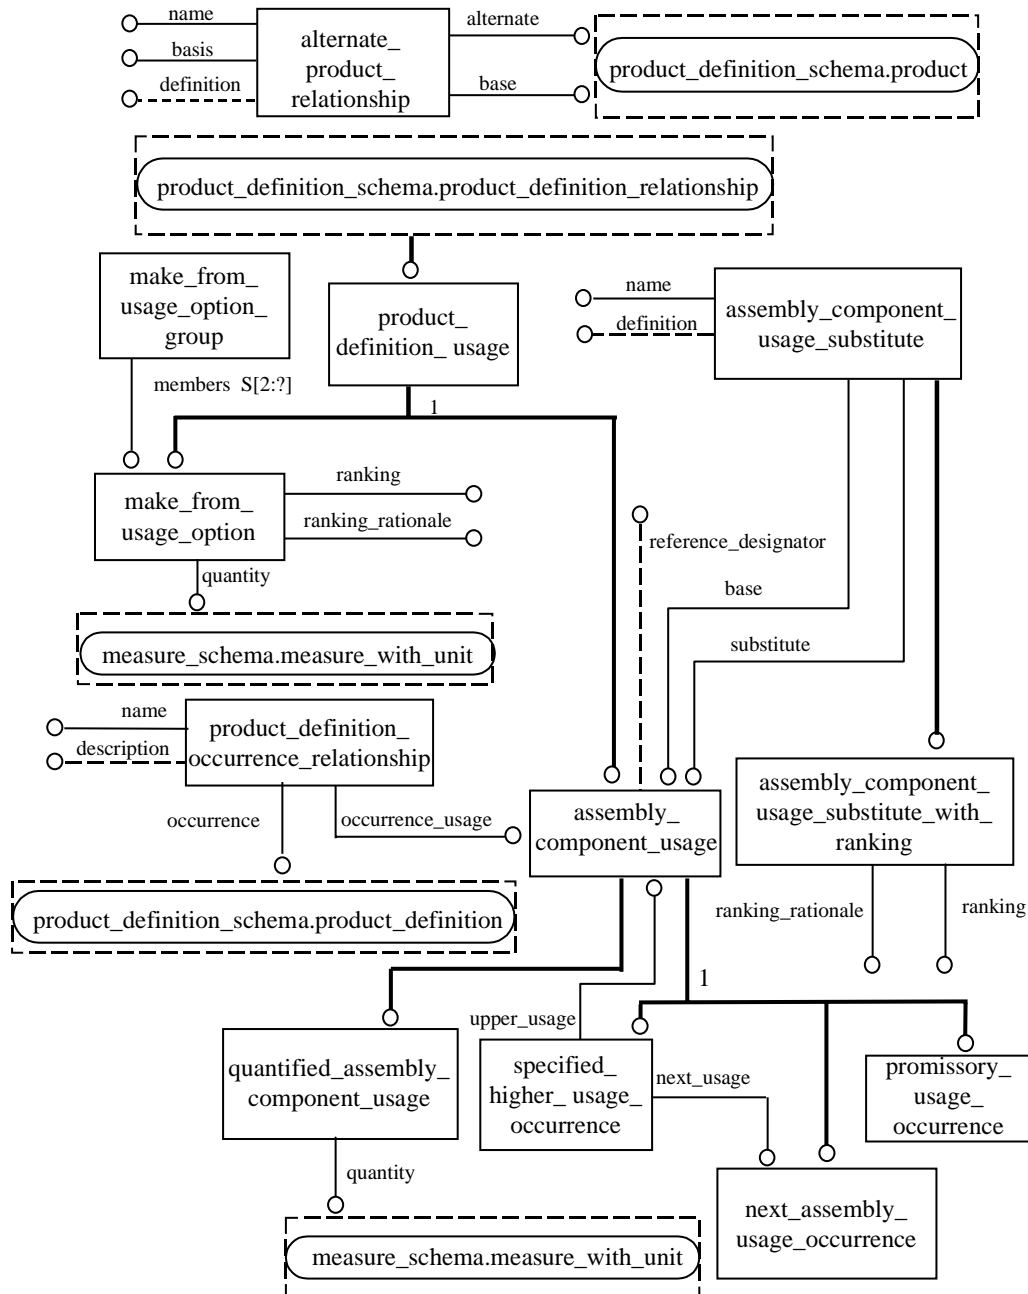 name
alternate
alternate_
product_
relationship
basis
product_definition_schema.product
definition
base
product_definition_schema.product_definition_relationship
make_from_
usage_option_
group
product_
definition_ usage
name
definition
assembly_component_
usage_substitute
members S[2:?]
1
make_from_
usage_option
ranking
ranking_rationale
reference_designator
quantity
base
measure_schema.measure_with_unit
substitute
name
description
product_definition_
occurrence_relationship
occurrence
occurrence_usage
assembly_
component_usage
assembly_component_
usage_substitute_with_
ranking
product_definition_schema.product_definition
ranking_rationale
ranking
1
upper_usage
quantified_assembly_
component_usage
specified_
higher_ usage_
occurrence
next_usage
promissory_
usage_
occurrence
quantity
next_assembly_
usage_occurrence
measure_schema.measure_with_unit